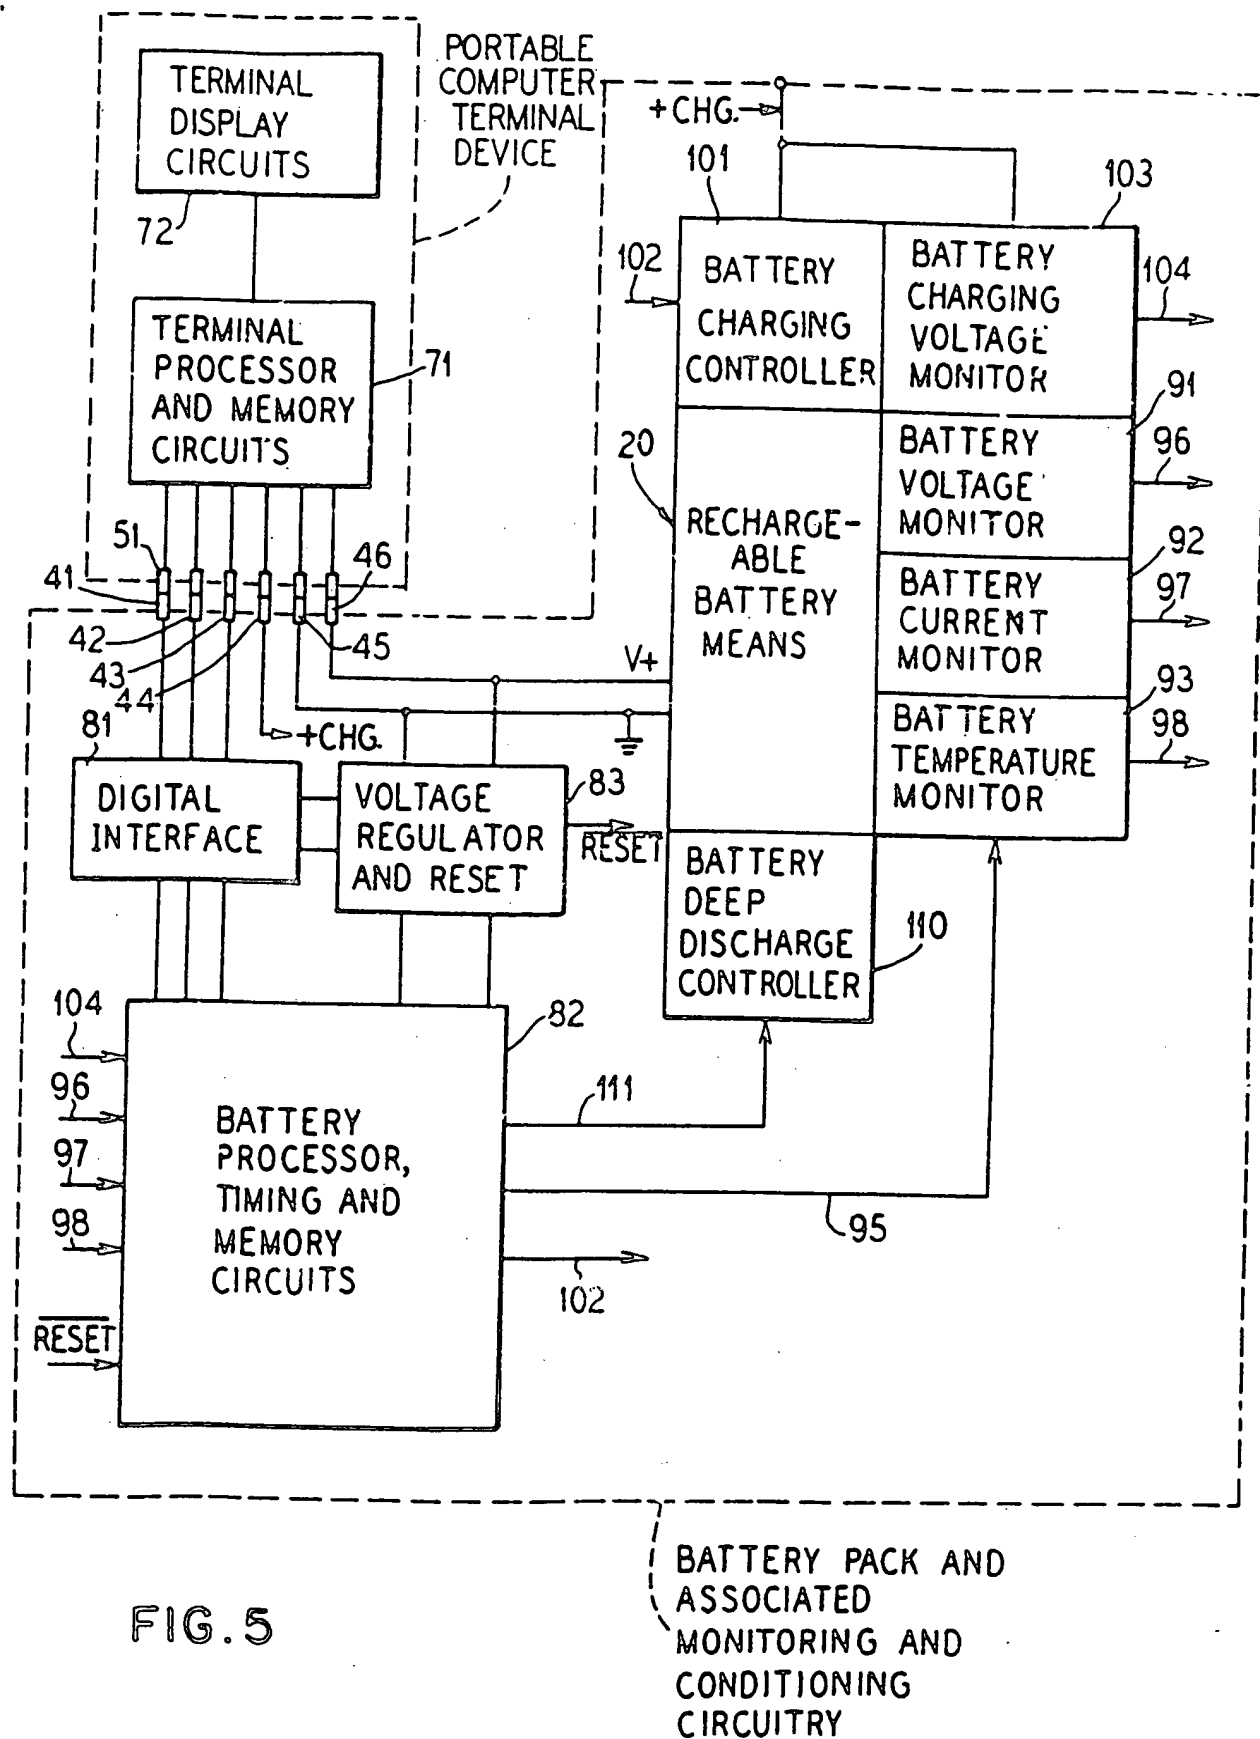 PORTABLE
COMPUTER
TERMINAL
DEVICE
TERMINAL
DISPLAY
CIRCUITS
72
TERMINAL
PROCESSOR
AND MEMORY
CIRCUITS
71
51
41
42
43
44
45
46
+CHG.
+CHG.
101
102
BATTERY
CHARGING
CONTROLLER
103
BATTERY
CHARGING
VOLTAGE
MONITOR
104
91
BATTERY
VOLTAGE
MONITOR
96
92
BATTERY
CURRENT
MONITOR
97
93
BATTERY
TEMPERATURE
MONITOR
98
20
RECHARGE-
ABLE
BATTERY
MEANS
V+
81
DIGITAL
INTERFACE
VOLTAGE
REGULATOR
AND RESET
83
RESET
BATTERY
DEEP
DISCHARGE
CONTROLLER
110
104
96
97
98
RESET
82
BATTERY
PROCESSOR,
TIMING AND
MEMORY
CIRCUITS
111
95
102
BATTERY PACK AND
ASSOCIATED
MONITORING AND
CONDITIONING
CIRCUITRY
FIG. 5